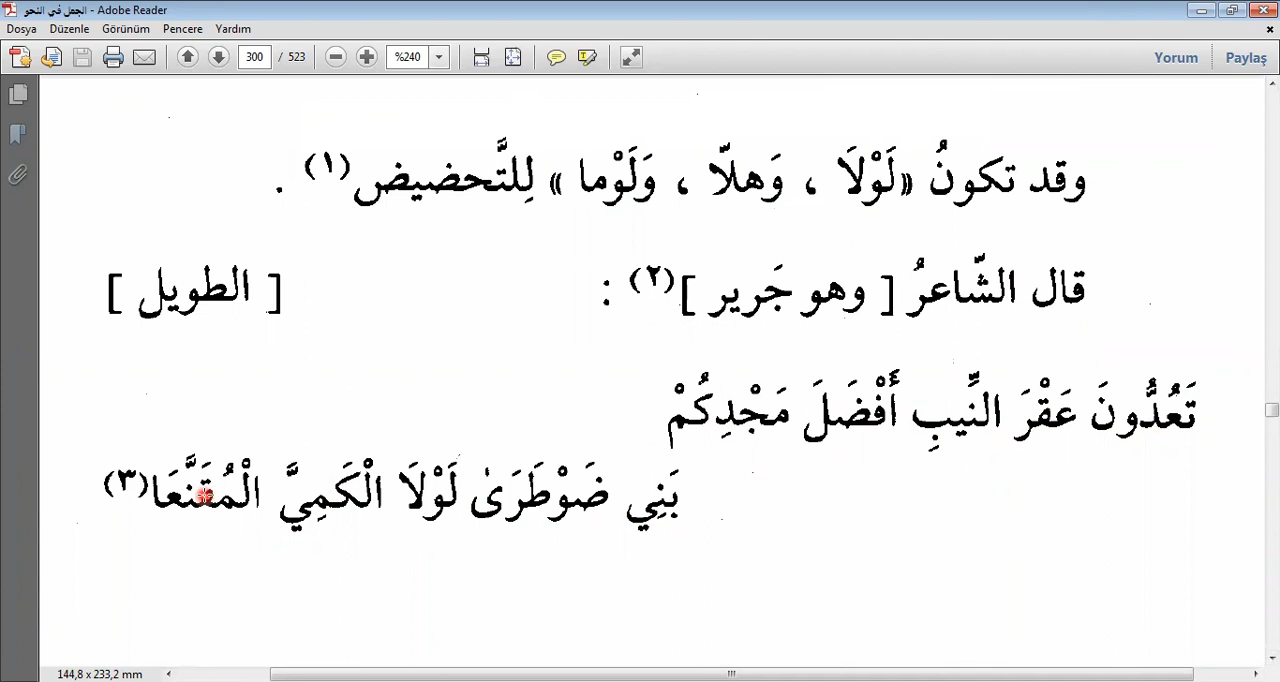 الجمل في النحو - Adobe Reader
Dosya Düzenle Görünüm Pencere Yardım
300 / 523 %240 Yorum Paylaş
وقد تكونُ «لَوْلَا ، وَهلاّ ، وَلَوْما » لِلتَّحضيض(١) .
قال الشّاعرُ [ وهو جَرير ](٢) : [ الطويل ]
تَعُدُّونَ عَقْرَ النِّيبِ أَفْضَلَ مَجْدِكُمْ
بَنِي ضَوْطَرَىٰ لَوْلَا الْكَمِيَّ الْمُقَنَّعَا(٣)
144,8 x 233,2 mm